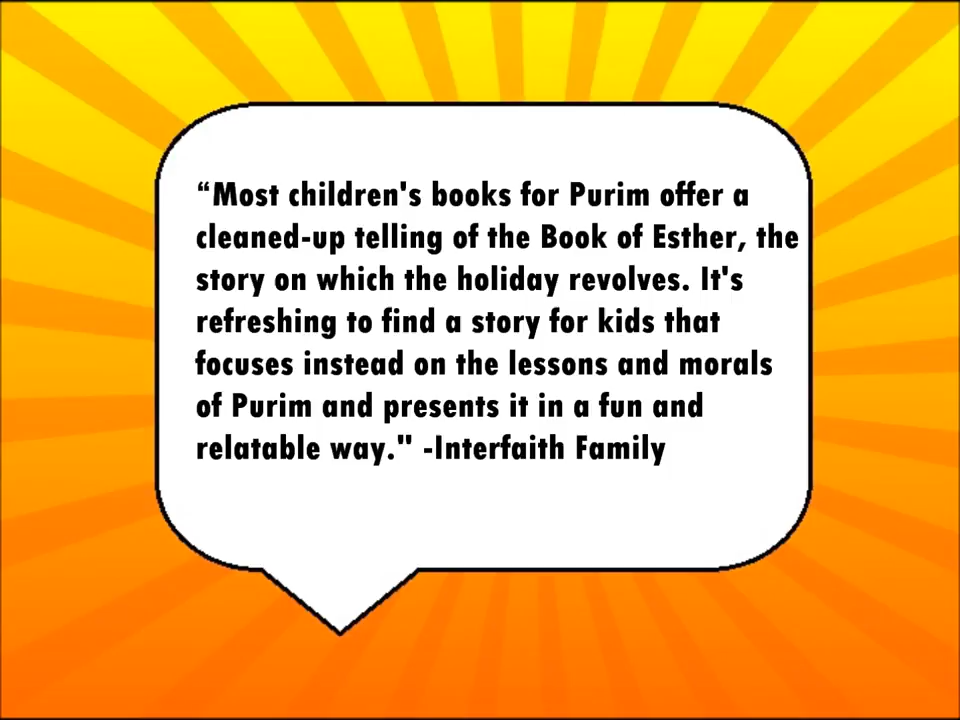 “Most children's books for Purim offer a
cleaned-up telling of the Book of Esther, the
story on which the holiday revolves. It's
refreshing to find a story for kids that
focuses instead on the lessons and morals
of Purim and presents it in a fun and
relatable way." -Interfaith Family